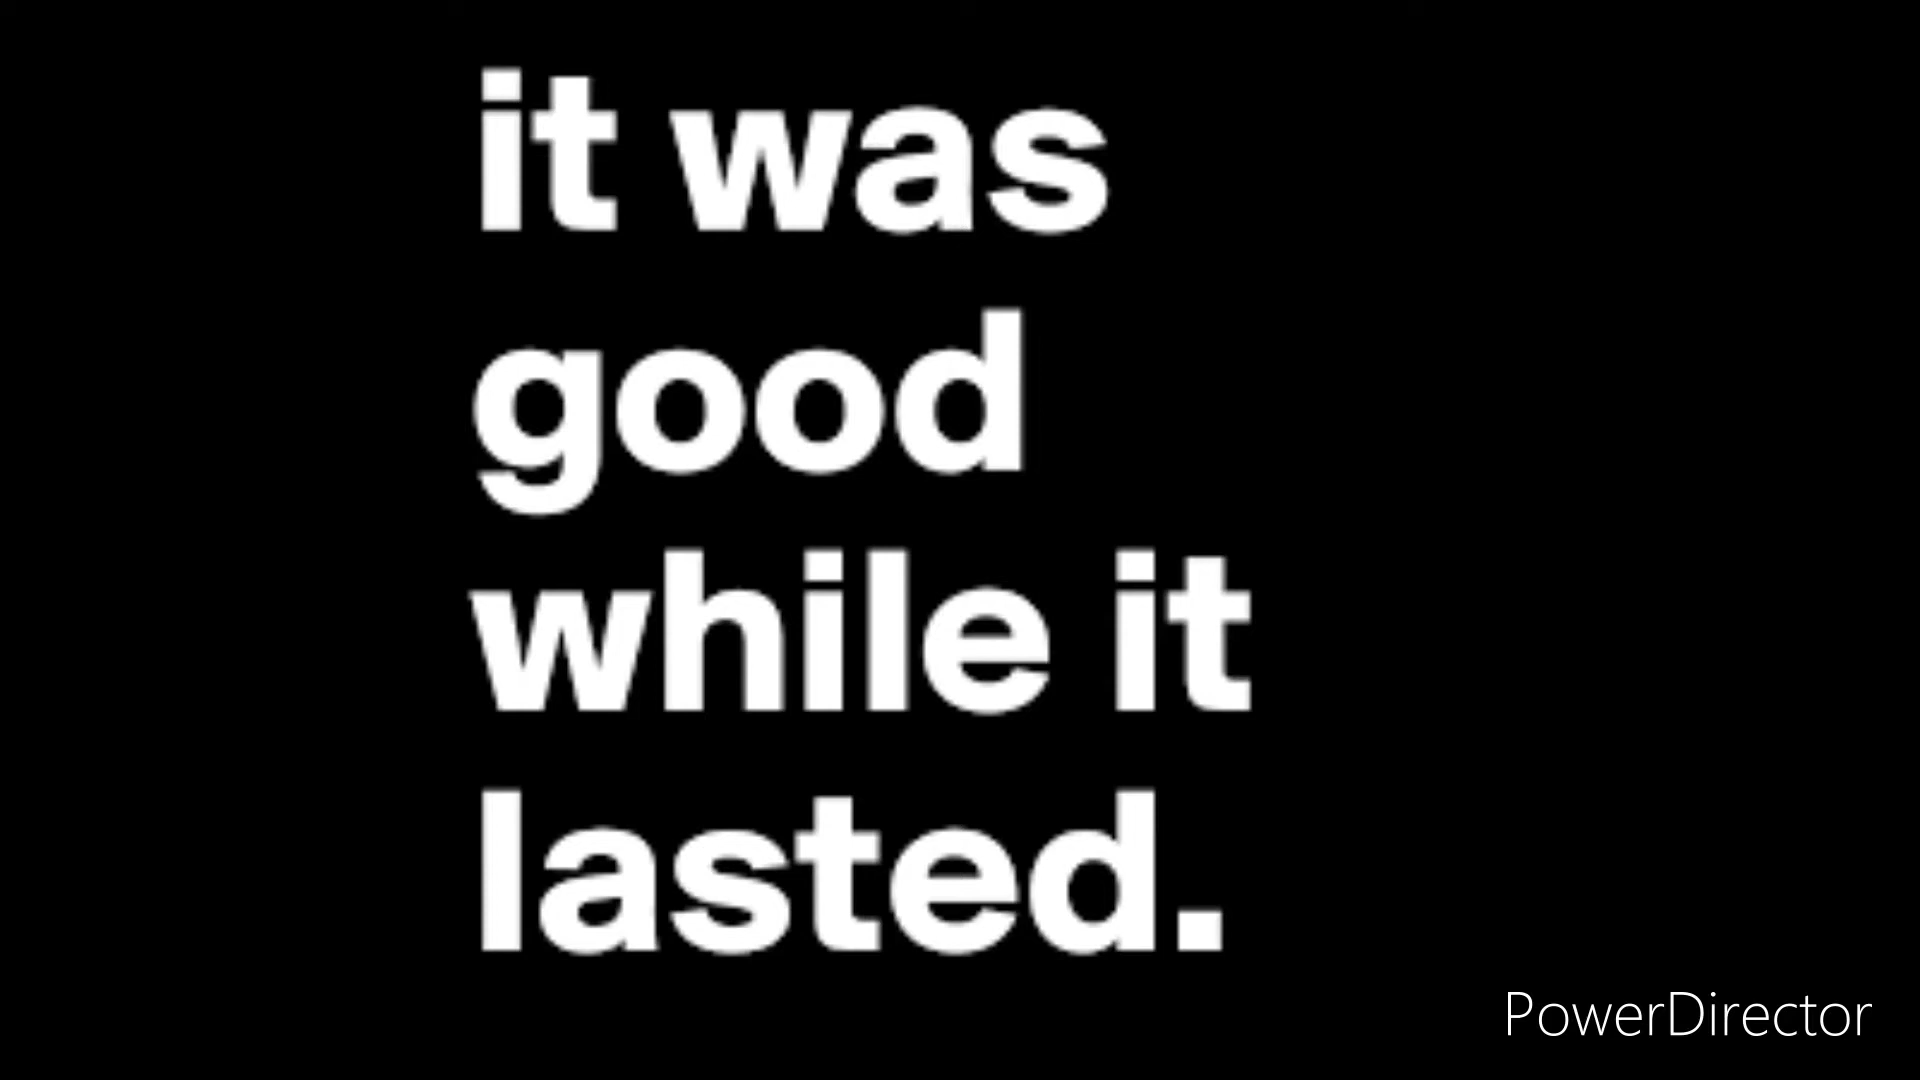 it was
good
while it
lasted.
PowerDirector